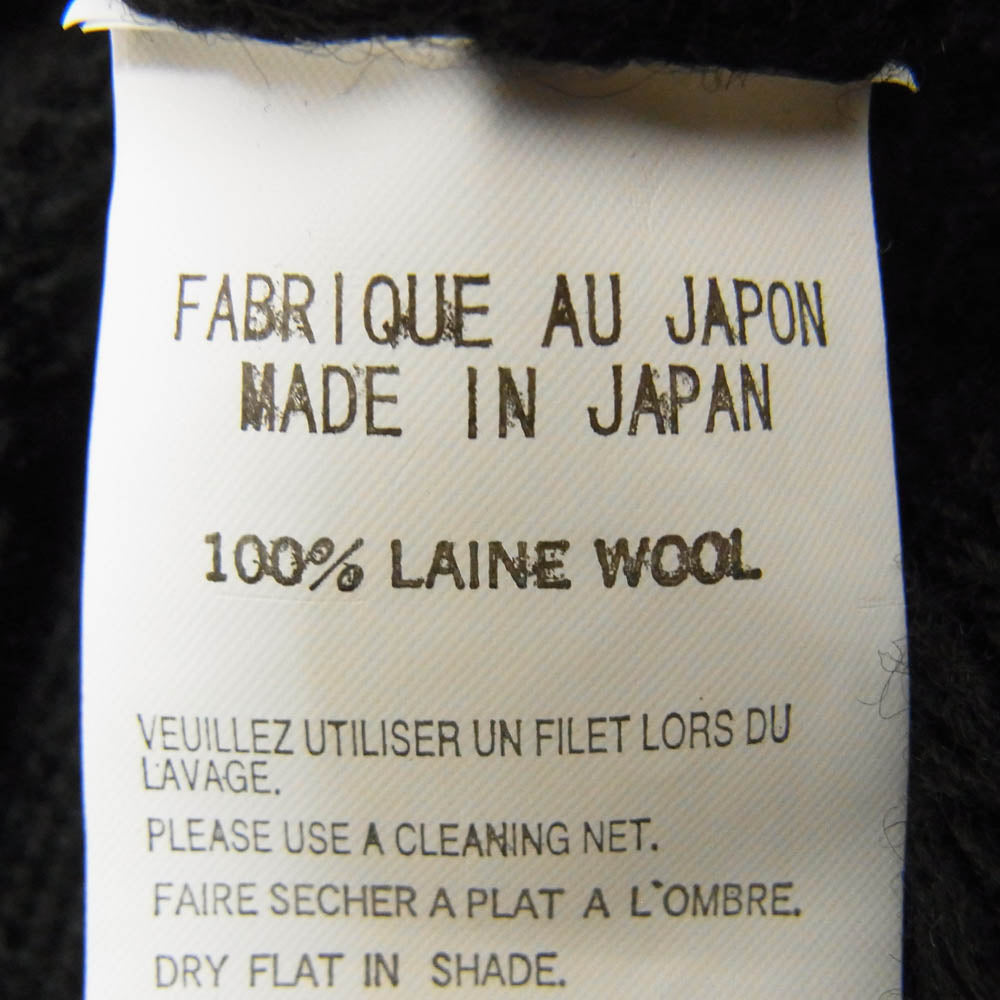 FABRIQUE AU JAPON
MADE IN JAPAN
100% LAINE WOOL
VEUILLEZ UTILISER UN FILET LORS DU
LAVAGE.
PLEASE USE A CLEANING NET.
FAIRE SECHER A PLAT A L'OMBRE.
DRY FLAT IN SHADE.